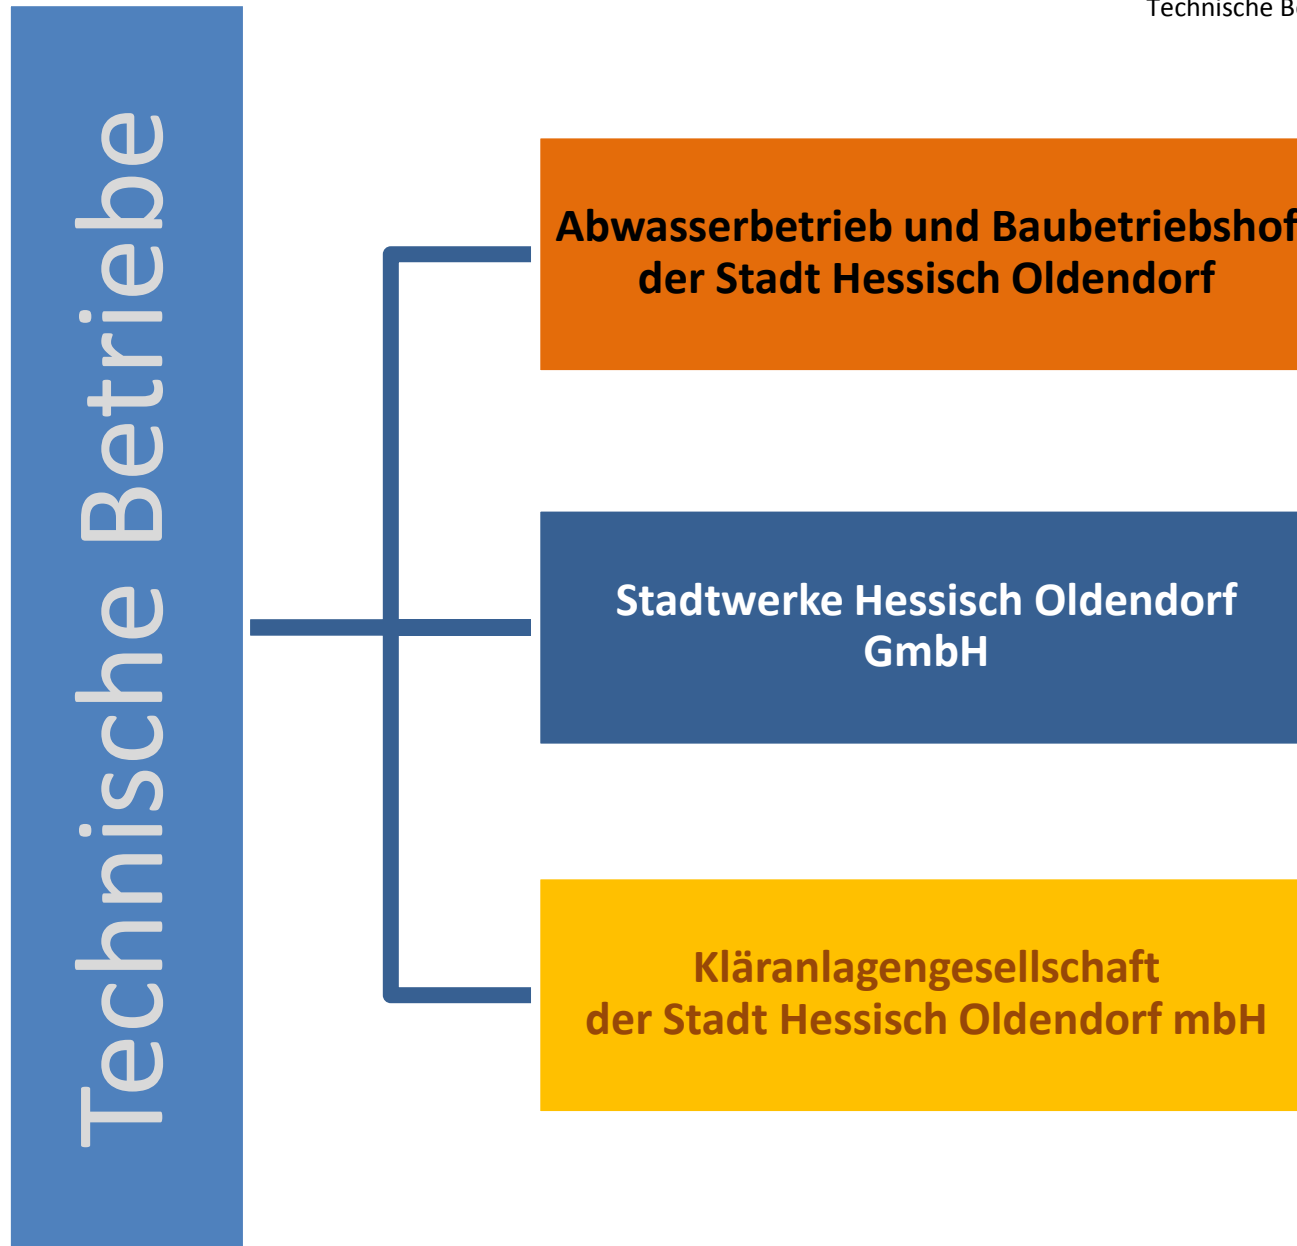 Technische
Technische Betriebe
Abwasserbetrieb und Baubetriebshof
der Stadt Hessisch Oldendorf
Stadtwerke Hessisch Oldendorf
GmbH
Kläranlagengesellschaft
der Stadt Hessisch Oldendorf mbH